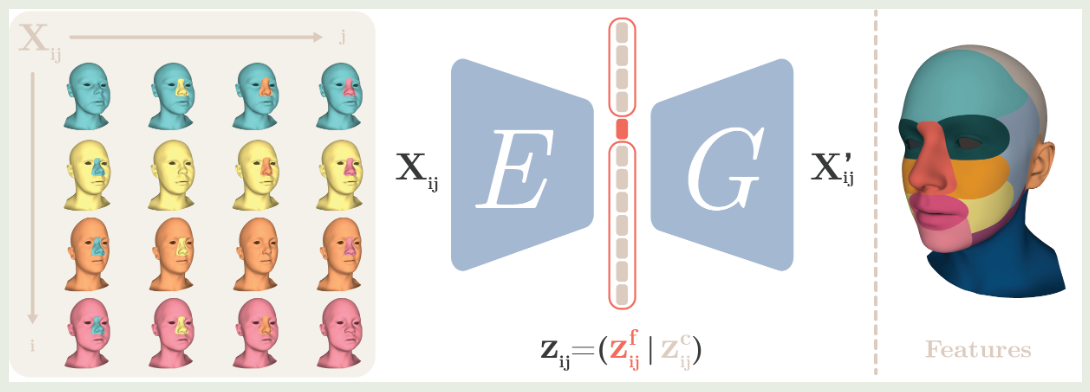 X_ij
j
i
X_ij
E
G
X'_ij
z_ij=(z^f_ij | z^c_ij)
Features